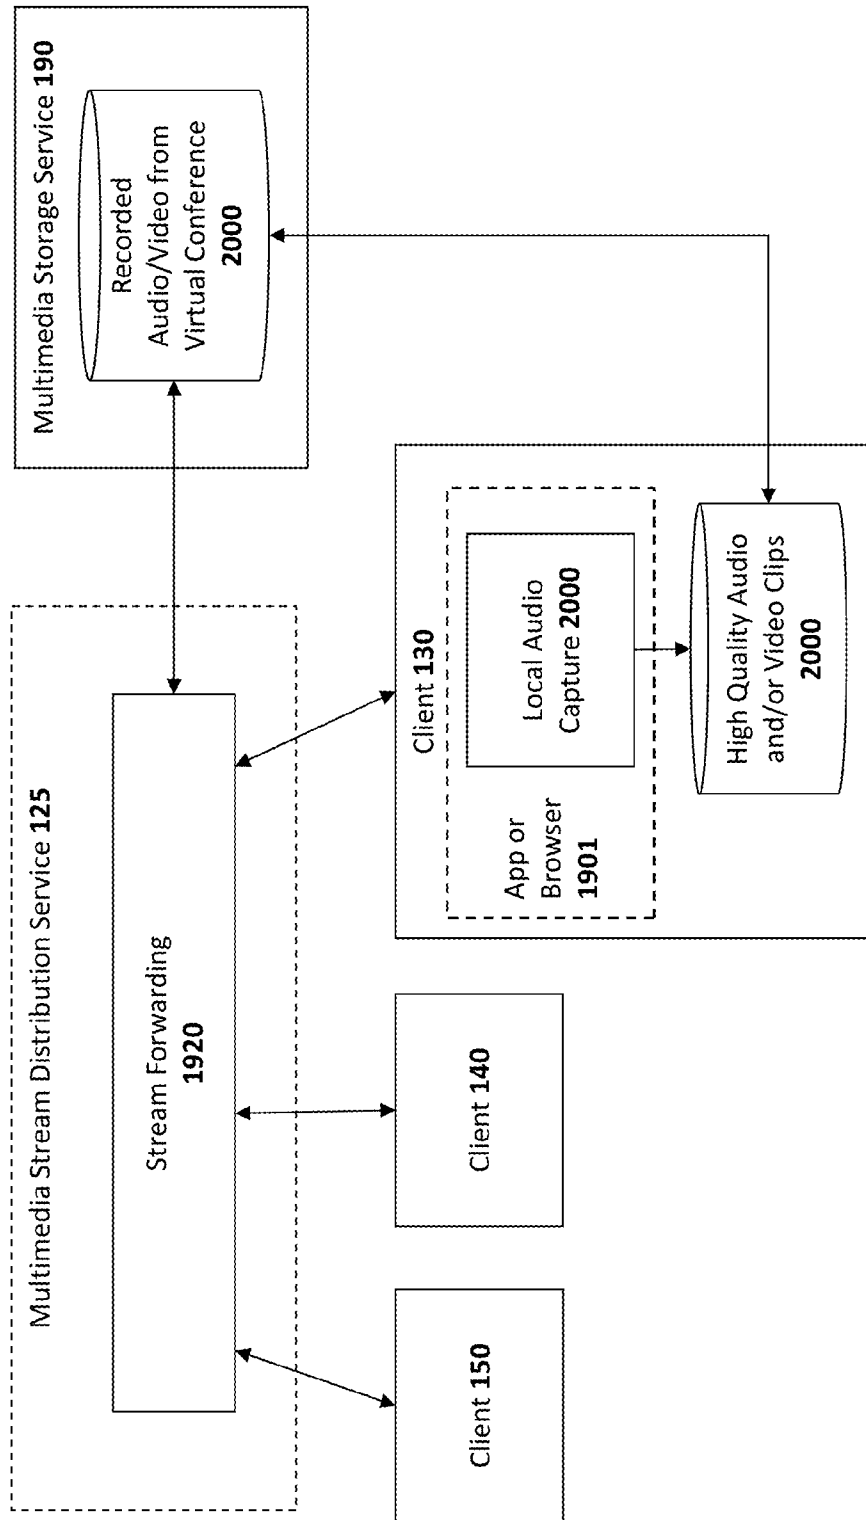 Multimedia Stream Distribution Service 125
Stream Forwarding
1920
Multimedia Storage Service 190
Recorded
Audio/Video from
Virtual Conference
2000
Client 150
Client 140
Client 130
App or
Browser
1901
Local Audio
Capture 2000
High Quality Audio
and/or Video Clips
2000